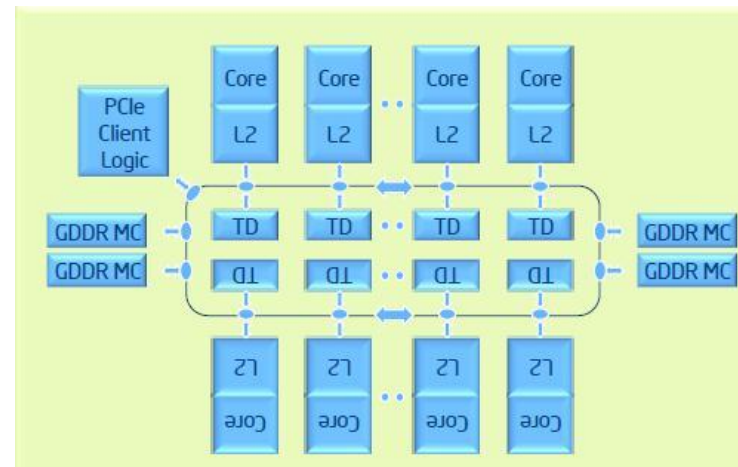 Core Core Core Core
PCIe
Client
Logic
L2 L2 L2 L2
TD TD TD TD
GDDR MC GDDR MC
TD TD TD TD
GDDR MC GDDR MC
L2 L2 L2 L2
Core Core Core Core